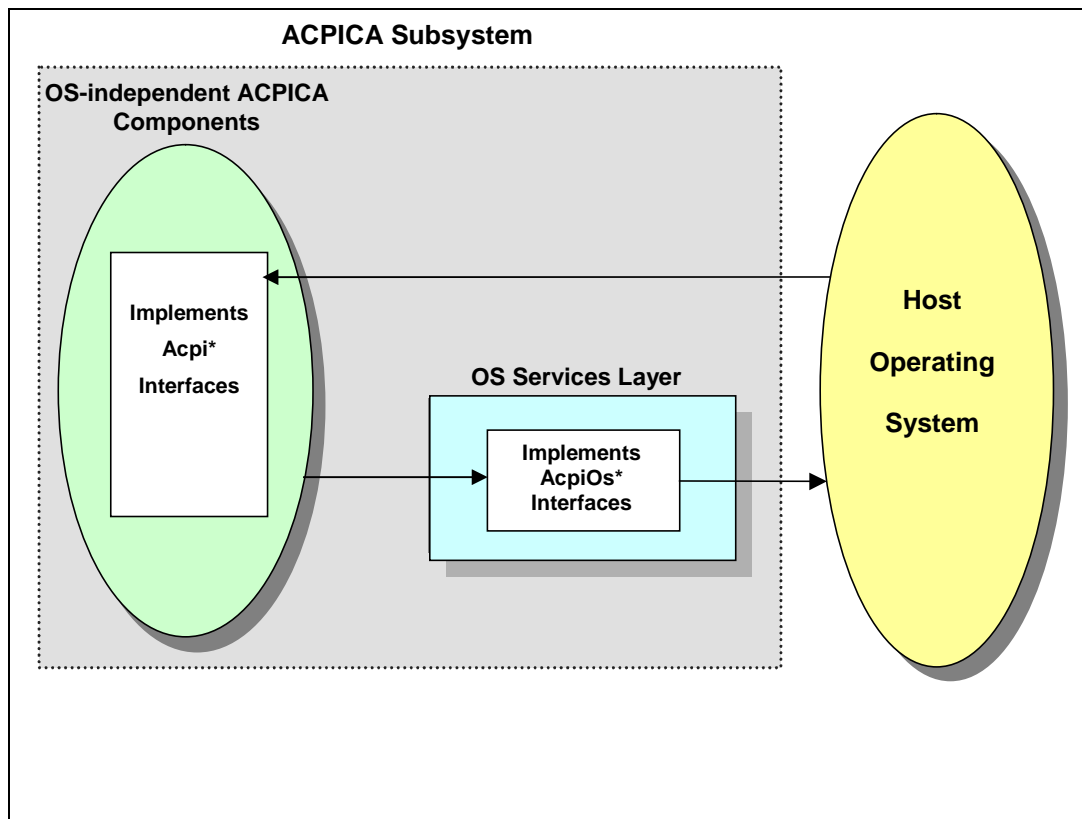 ACPICA Subsystem
OS-independent ACPICA
Components
Implements
Acpi*
Interfaces
OS Services Layer
Implements
AcpiOs*
Interfaces
Host
Operating
System